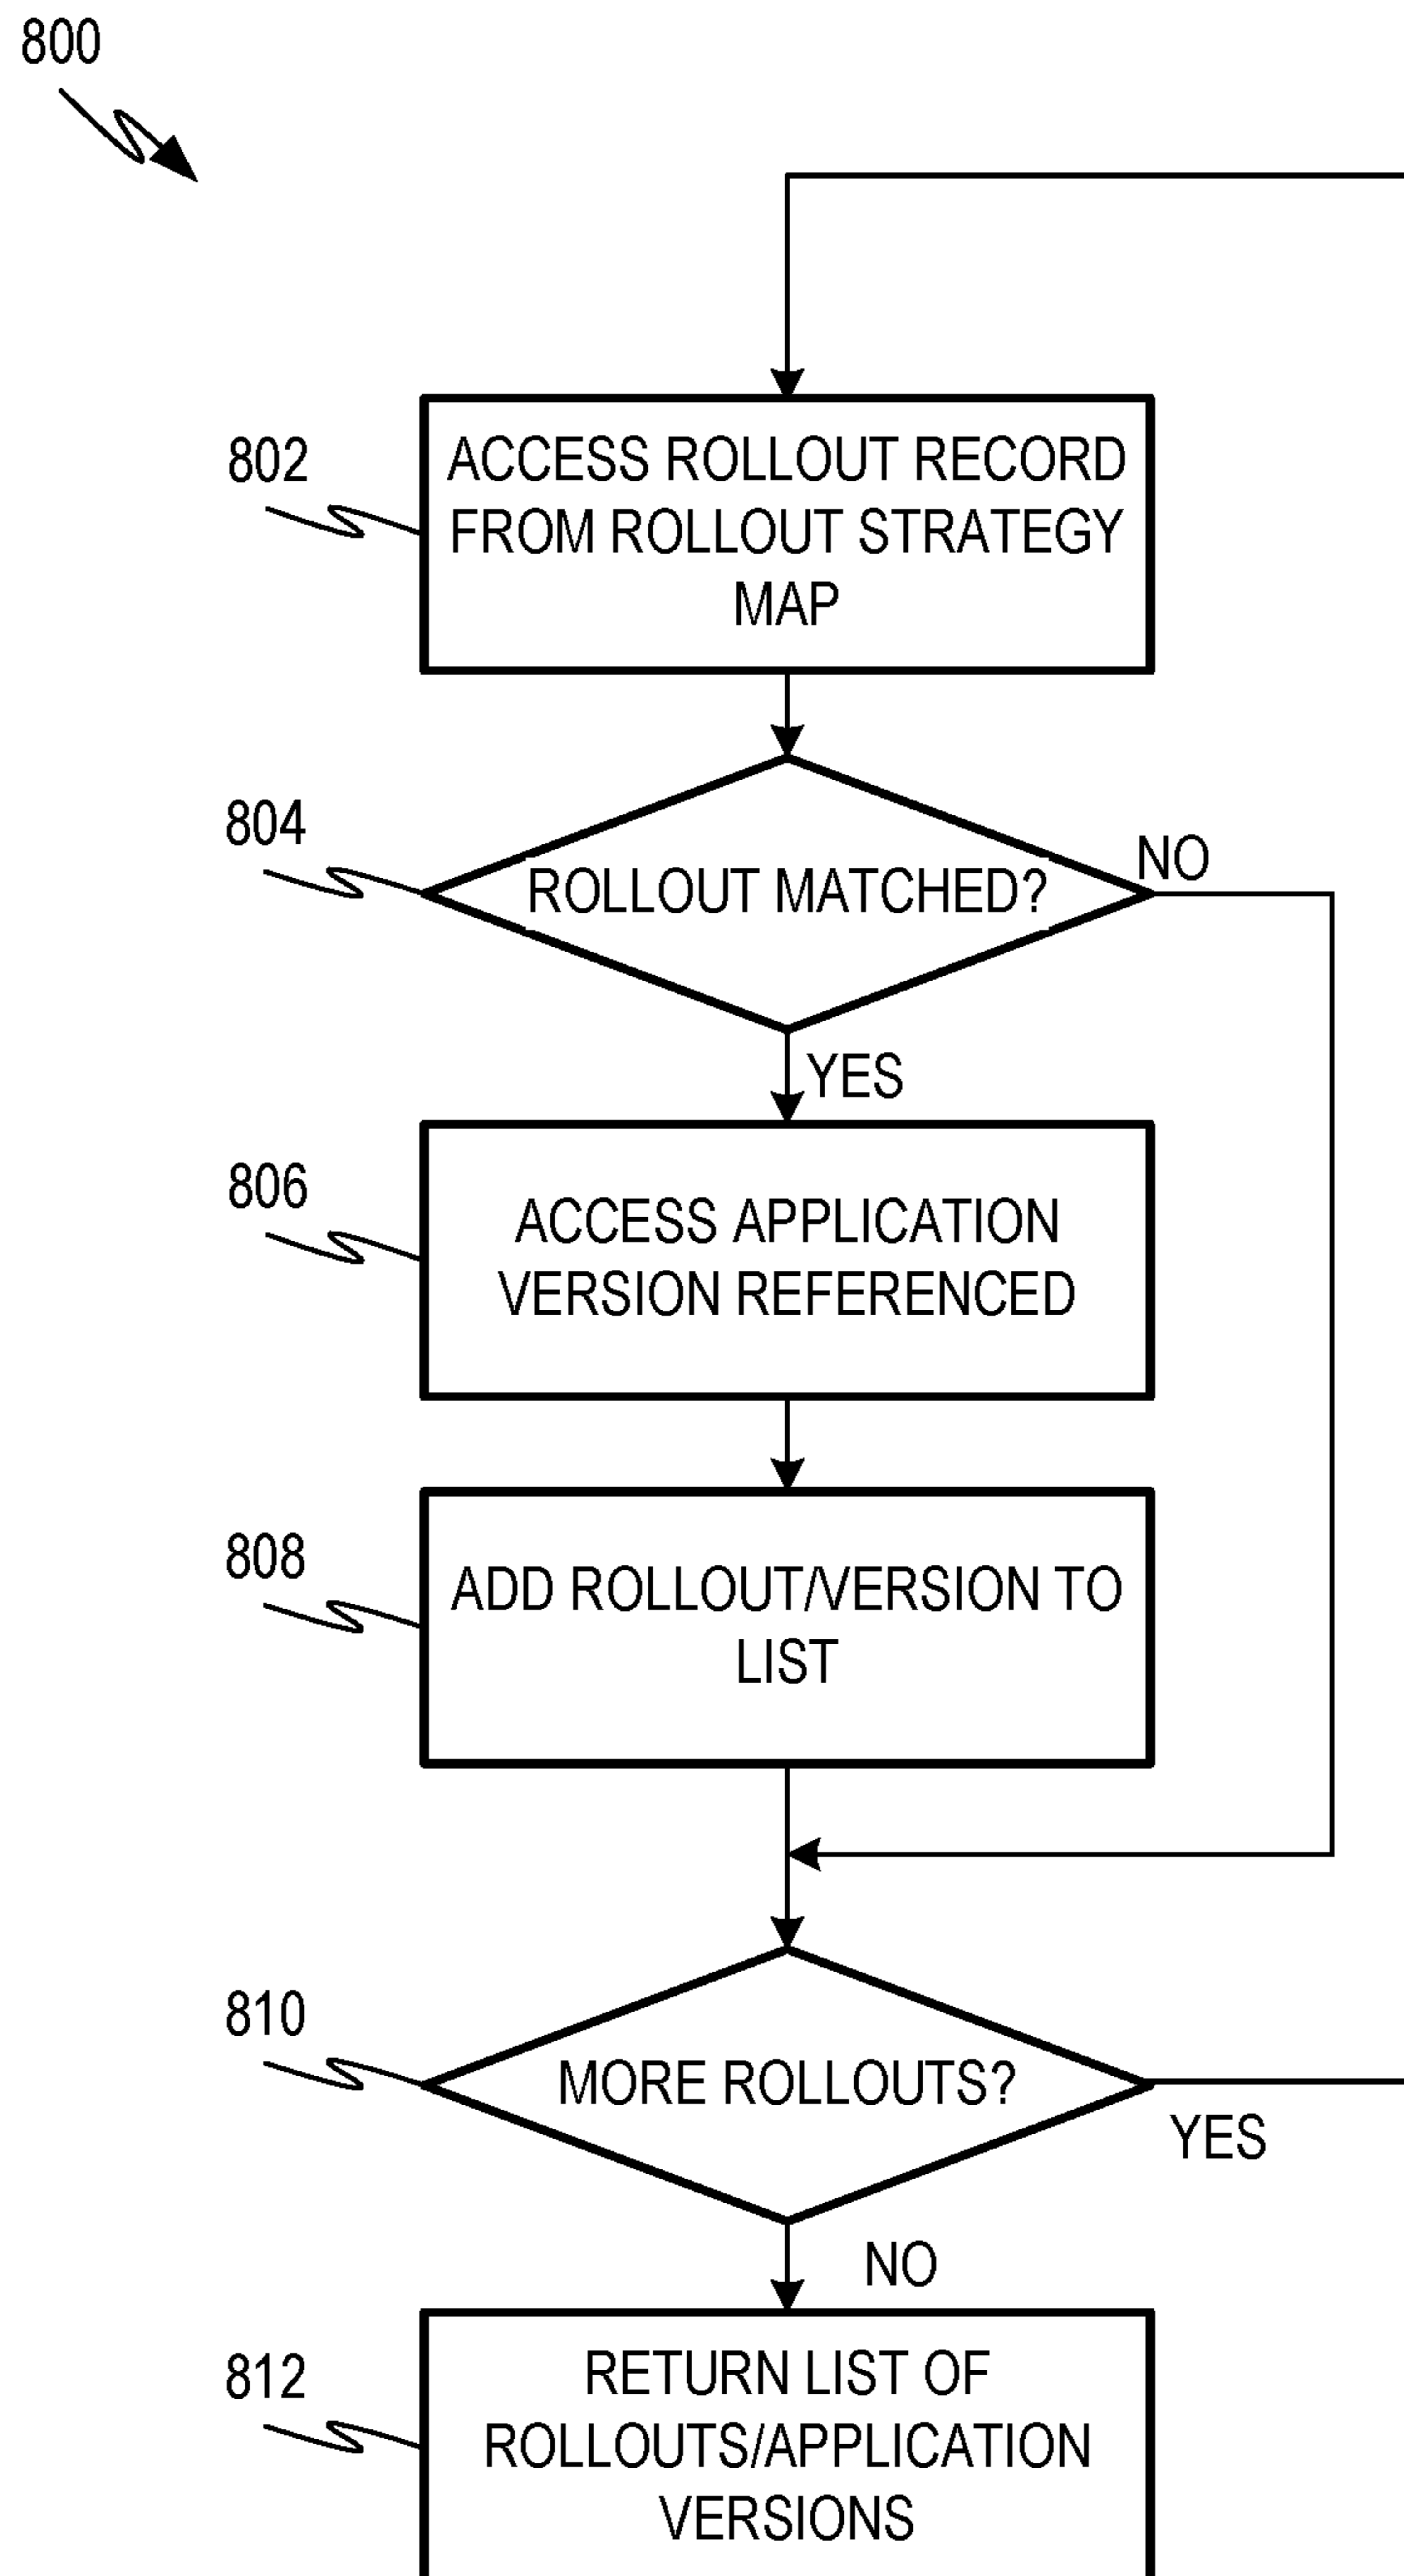 800
802
ACCESS ROLLOUT RECORD
FROM ROLLOUT STRATEGY
MAP
804
ROLLOUT MATCHED?
NO
YES
806
ACCESS APPLICATION
VERSION REFERENCED
808
ADD ROLLOUT/VERSION TO
LIST
810
MORE ROLLOUTS?
YES
NO
812
RETURN LIST OF
ROLLOUTS/APPLICATION
VERSIONS